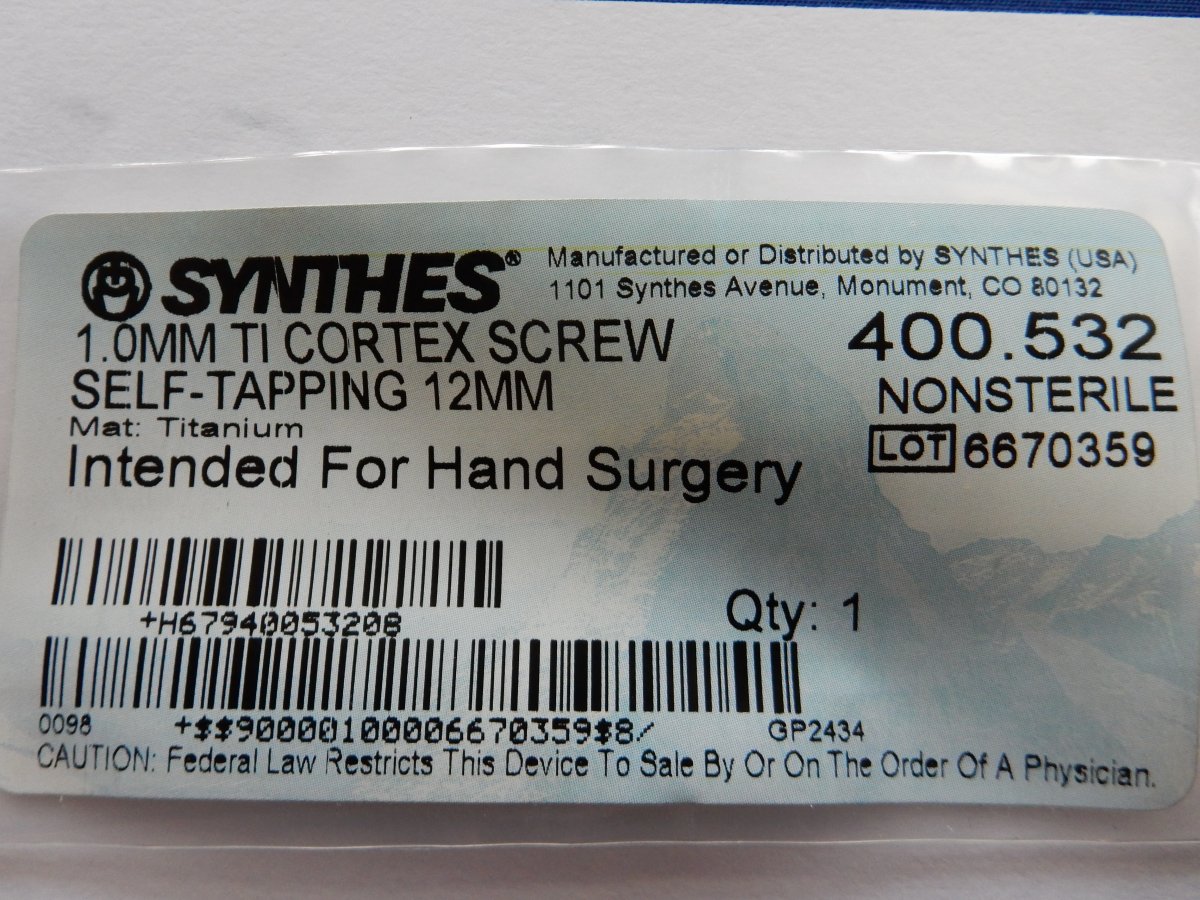 SYNTHES®
Manufactured or Distributed by SYNTHES (USA)
1101 Synthes Avenue, Monument, CO 80132
1.0MM TI CORTEX SCREW
SELF-TAPPING 12MM
Mat: Titanium
Intended For Hand Surgery
400.532
NONSTERILE
LOT 6670359
+H67940053208
Qty: 1
0098 +$$90000100006670359$8/ GP2434
CAUTION: Federal Law Restricts This Device To Sale By Or On The Order Of A Physician.